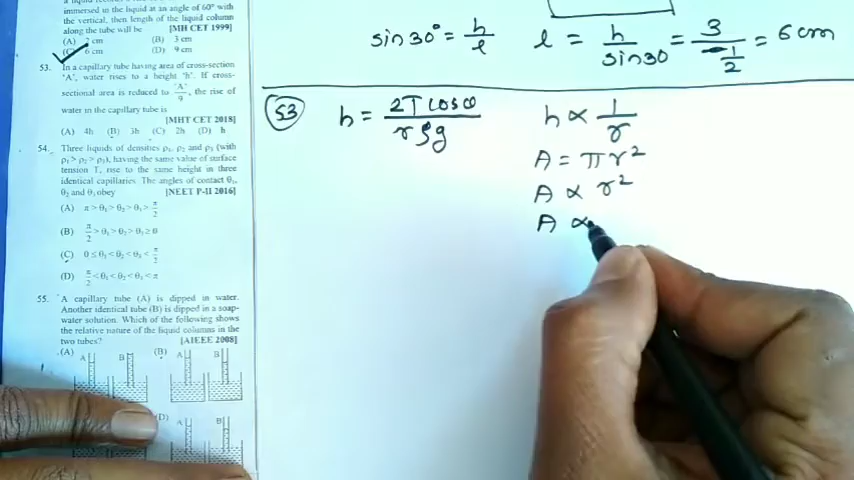 immersed in the liquid at an angle of 60° with
the vertical, then length of the liquid column
along the tube will be [MH CET 1999]
(A) 2 cm (B) 3 cm
(C) 6 cm (D) 9 cm
53. In a capillary tube having area of cross-section
'A', water rises to a height 'h'. If cross-
sectional area is reduced to 'A'/9, the rise of
water in the capillary tube is
[MHT CET 2018]
(A) 4h (B) 3h (C) 2h (D) h
54. Three liquids of densities ρ₁, ρ₂ and ρ₃ (with
ρ₁ > ρ₂ > ρ₃), having the same value of surface
tension T, rise to the same height in three
identical capillaries. The angles of contact θ₁,
θ₂ and θ₃ obey [NEET P-II 2016]
(A) π > θ₁ > θ₂ > θ₃ > π/2
(B) π/2 > θ₁ > θ₂ > θ₃ ≥ 0
(C) 0 ≤ θ₁ < θ₂ < θ₃ < π/2
(D) π/2 < θ₁ < θ₂ < θ₃ < π
55. A capillary tube (A) is dipped in water.
Another identical tube (B) is dipped in a soap-
water solution. Which of the following shows
the relative nature of the liquid columns in the
two tubes? [AIEEE 2008]
(A) A B (B) A B
(D)
A B
sin30° = h/l l = h/sin30 = 3/(1/2) = 6 cm
53 h = 2T cosθ/rρg h ∝ 1/r
A = πr²
A ∝ r²
A ∝